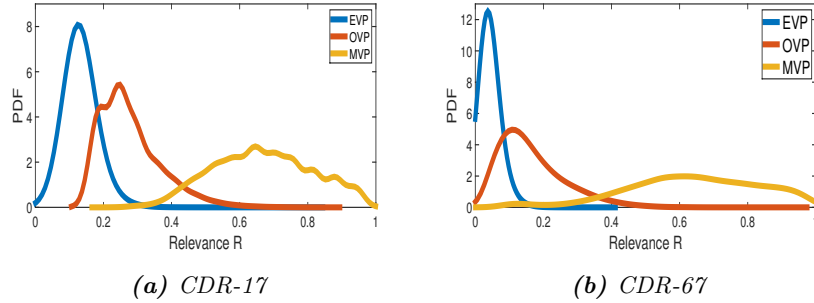 8
6
4
2
0
PDF
EVP
OVP
MVP
0
0.2
0.4
0.6
0.8
1
Relevance R
(a) CDR-17
12
10
8
6
4
2
0
PDF
EVP
OVP
MVP
0
0.2
0.4
0.6
0.8
Relevance R
(b) CDR-67